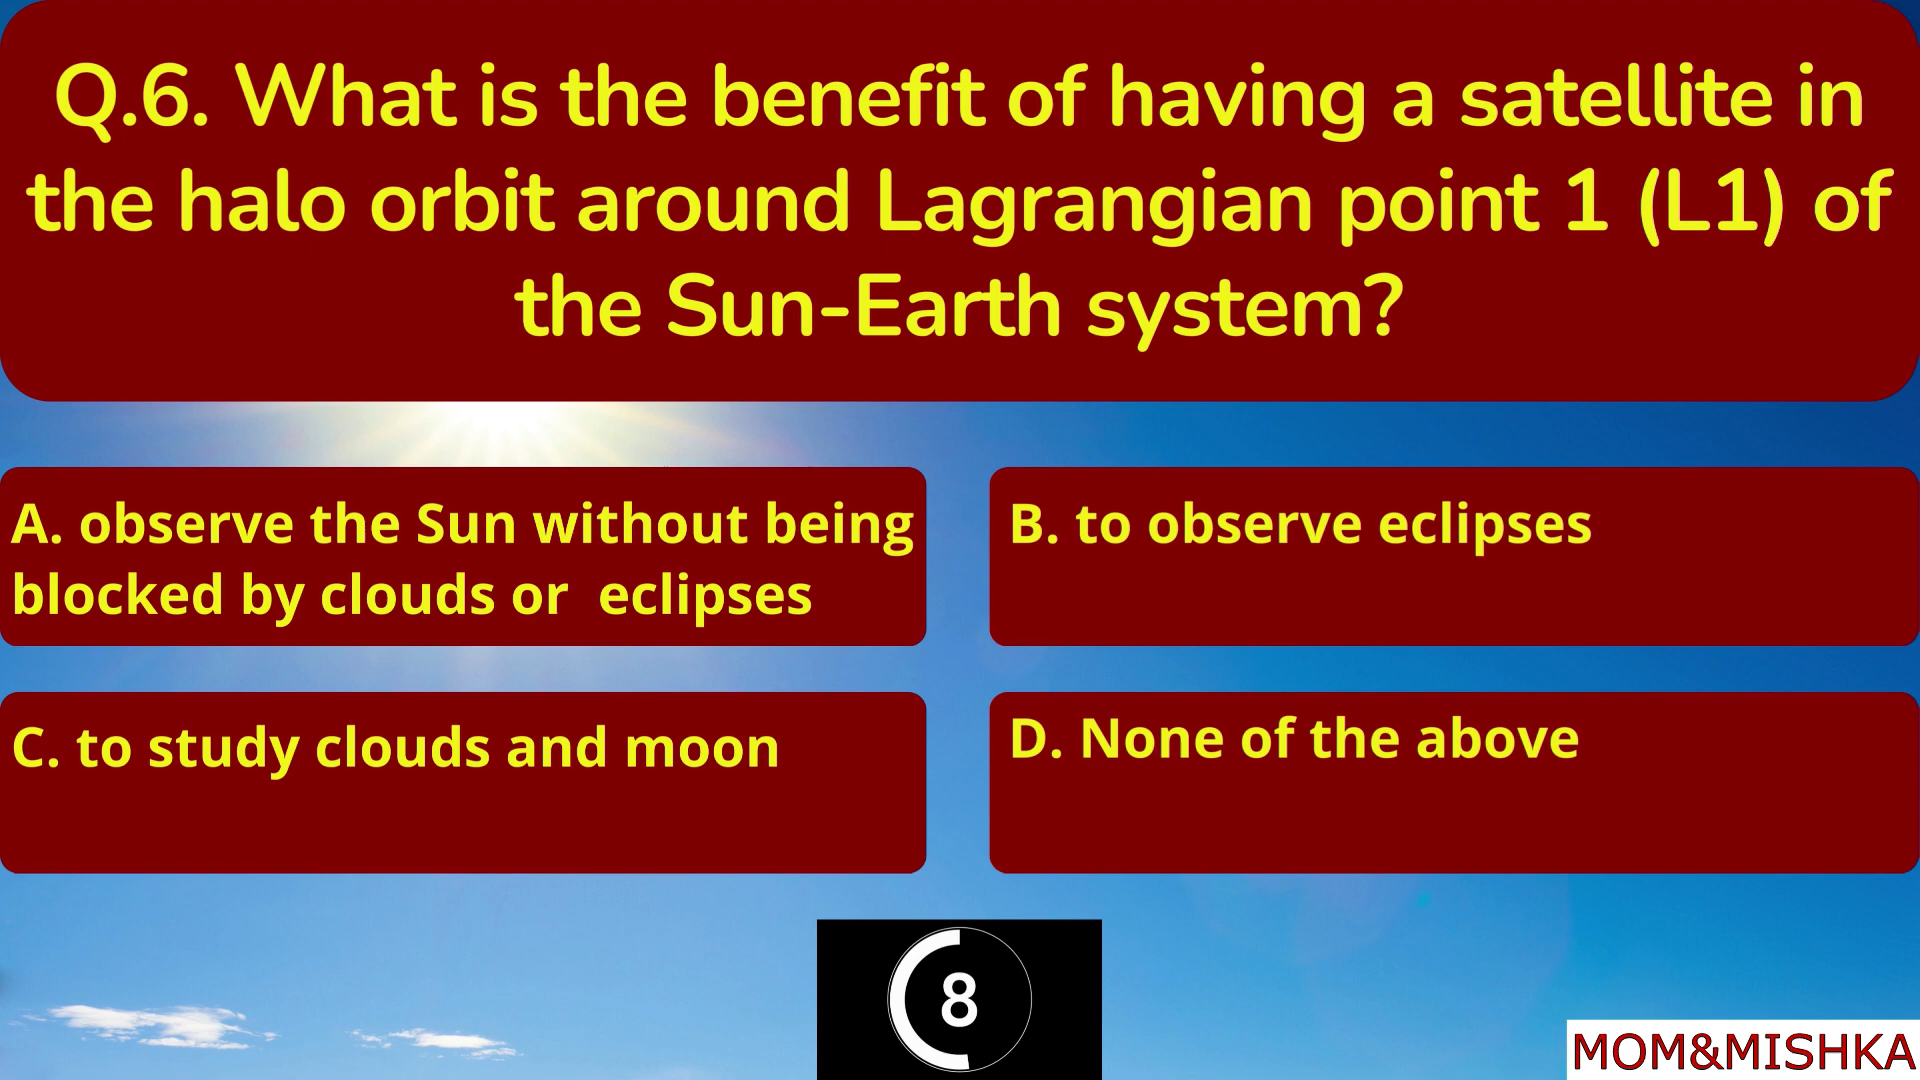 Q.6. What is the benefit of having a satellite in
the halo orbit around Lagrangian point 1 (L1) of
the Sun-Earth system?
A. observe the Sun without being
blocked by clouds or  eclipses
B. to observe eclipses
C. to study clouds and moon
D. None of the above
8
MOM&MISHKA